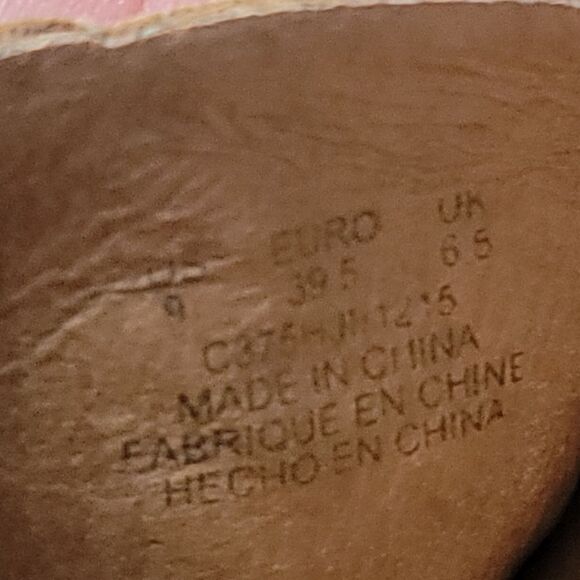 EURO UK
9 39.5 6.5
MADE IN CHINA
FABRIQUE EN CHINE
HECHO EN CHINA